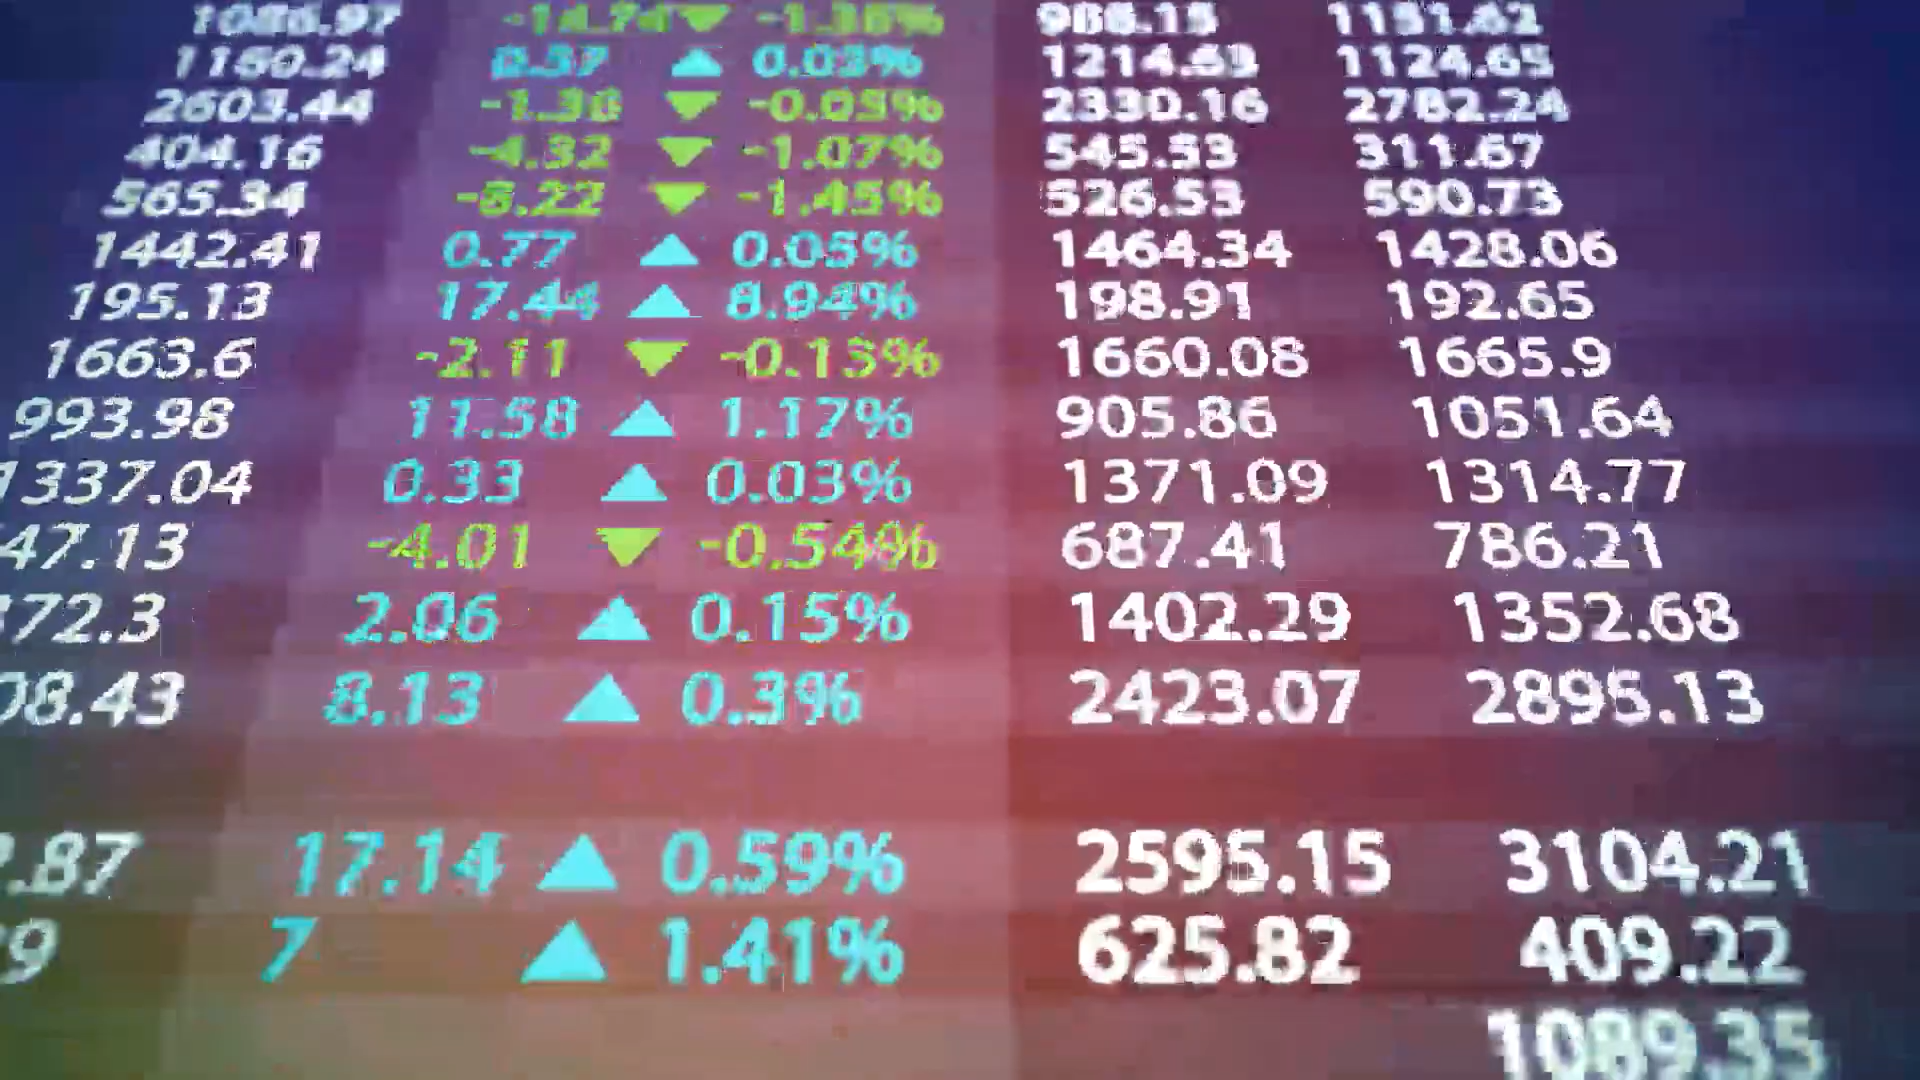 1086.97 -14.74 ▼ -1.36% 988.15 1151.62
1160.24 0.37 ▲ 0.03% 1214.63 1124.65
2603.44 -1.36 ▼ -0.05% 2330.16 2782.24
404.16 -4.32 ▼ -1.07% 545.53 311.67
565.34 -8.22 ▼ -1.45% 526.53 590.73
1442.41 0.77 ▲ 0.05% 1464.34 1428.06
195.13 17.44 ▲ 8.94% 198.91 192.65
1663.6 -2.11 ▼ -0.13% 1660.08 1665.9
993.98 11.58 ▲ 1.17% 905.86 1051.64
1337.04 0.33 ▲ 0.03% 1371.09 1314.77
47.13 -4.01 ▼ -0.54% 687.41 786.21
72.3 2.06 ▲ 0.15% 1402.29 1352.68
08.43 8.13 ▲ 0.3% 2423.07 2895.13
.87 17.14 ▲ 0.59% 2595.15 3104.21
9 7 ▲ 1.41% 625.82 409.22
1089.35